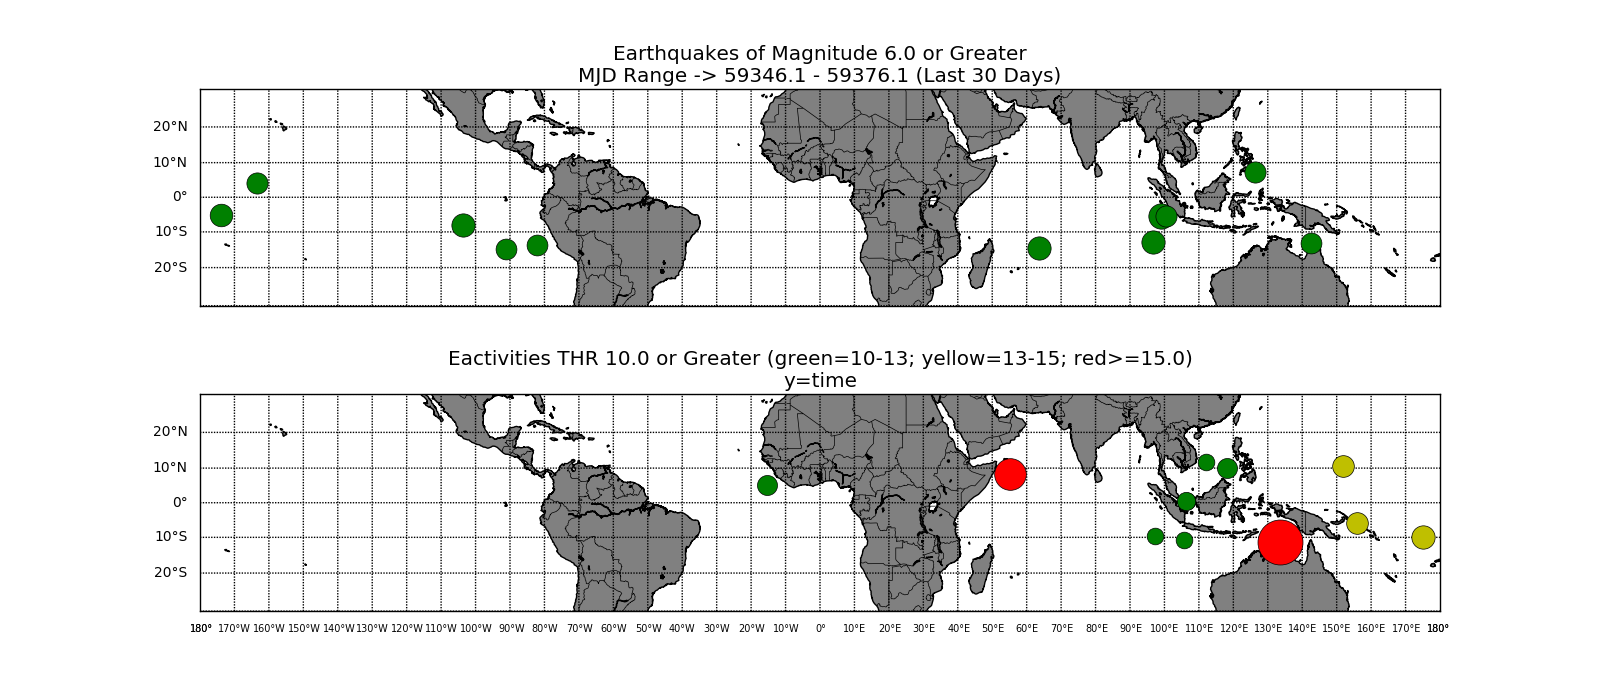 Earthquakes of Magnitude 6.0 or Greater
MJD Range -> 59346.1 - 59376.1 (Last 30 Days)
20°N
10°N
0°
10°S
20°S
Eactivities THR 10.0 or Greater (green=10-13; yellow=13-15; red>=15.0)
y=time
20°N
10°N
0°
10°S
20°S
180° 170°W 160°W 150°W 140°W 130°W 120°W 110°W 100°W 90°W 80°W 70°W 60°W 50°W 40°W 30°W 20°W 10°W 0° 10°E 20°E 30°E 40°E 50°E 60°E 70°E 80°E 90°E 100°E 110°E 120°E 130°E 140°E 150°E 160°E 170°E 180°